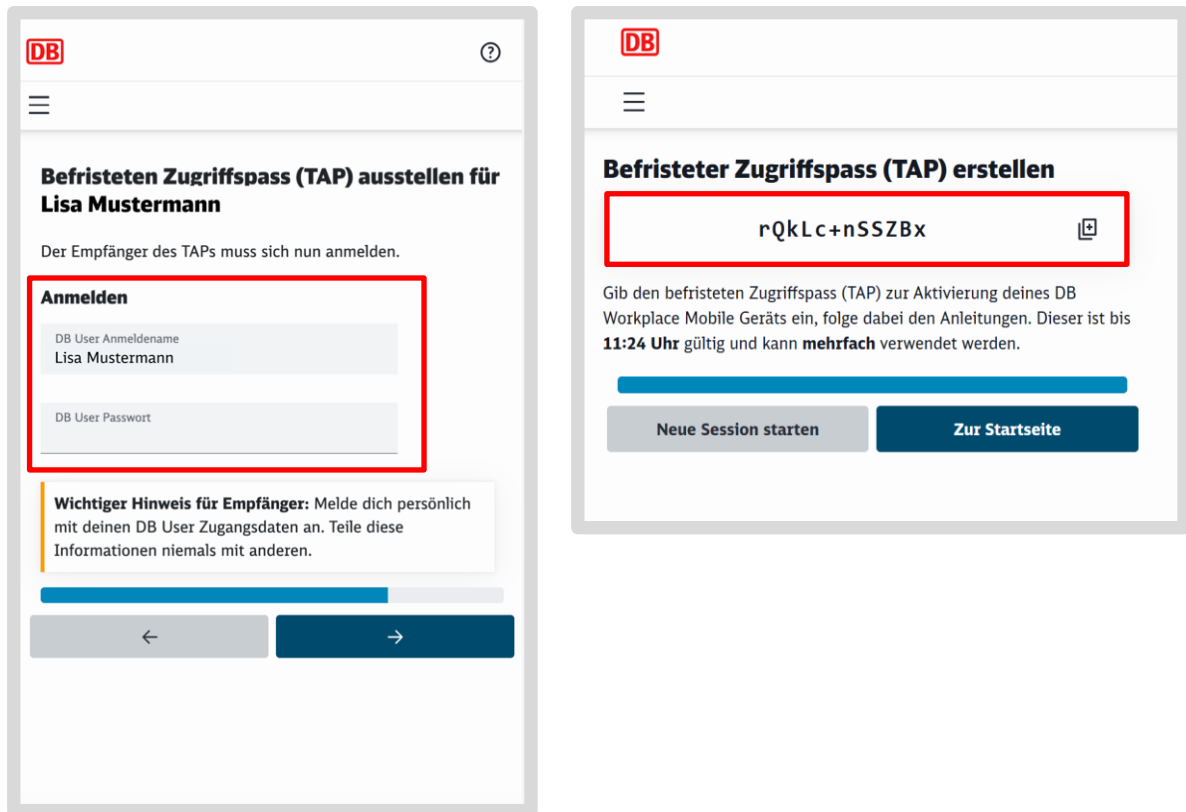 DB
Befristeten Zugriffspass (TAP) ausstellen für
Lisa Mustermann
Der Empfänger des TAPs muss sich nun anmelden.
Anmelden
DB User Anmeldename
Lisa Mustermann
DB User Passwort
Wichtiger Hinweis für Empfänger: Melde dich persönlich
mit deinen DB User Zugangsdaten an. Teile diese
Informationen niemals mit anderen.
DB
Befristeter Zugriffspass (TAP) erstellen
rQkLc+nSSZBx
Gib den befristeten Zugriffspass (TAP) zur Aktivierung deines DB
Workplace Mobile Geräts ein, folge dabei den Anleitungen. Dieser ist bis
11:24 Uhr gültig und kann mehrfach verwendet werden.
Neue Session starten
Zur Startseite